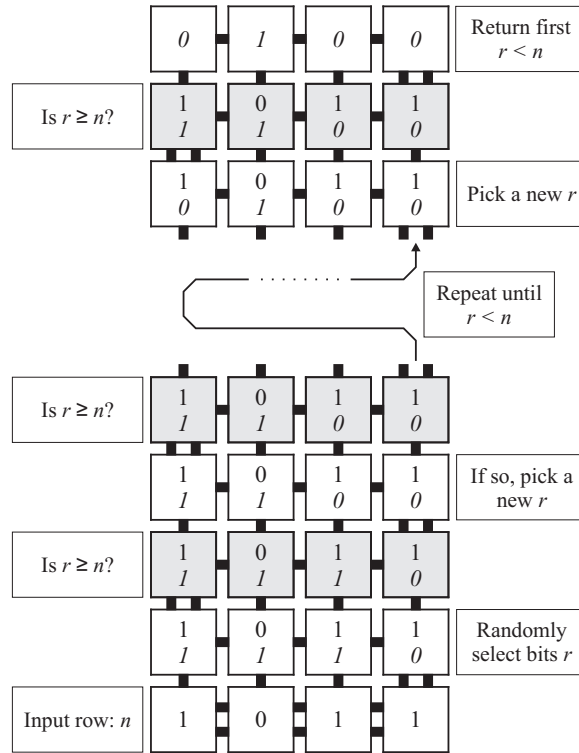 0 1 0 0
Return first
r < n
Is r ≥ n?
1 0 1 1
1 1 0 0
1 0 1 1
0 1 0 0
Pick a new r
Repeat until
r < n
Is r ≥ n?
1 0 1 1
1 1 0 0
1 0 1 1
1 1 0 0
If so, pick a
new r
Is r ≥ n?
1 0 1 1
1 1 1 0
1 0 1 1
1 1 1 0
Randomly
select bits r
Input row: n
1 0 1 1